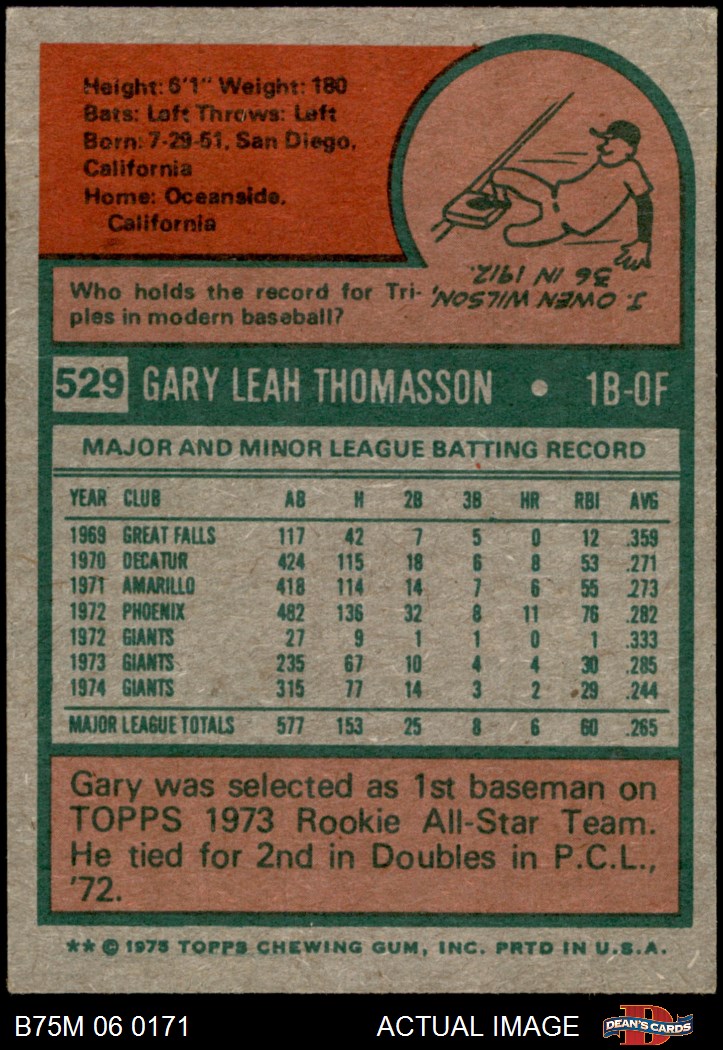 Height: 6'1" Weight: 180
Bats: Left Throws: Left
Born: 7-29-51, San Diego,
California
Home: Oceanside,
California
Who holds the record for Tri-
ples in modern baseball?
J. OWEN WILSON,
36 IN 1912.
529 GARY LEAH THOMASSON • 1B-OF
MAJOR AND MINOR LEAGUE BATTING RECORD
YEAR CLUB AB H 2B 3B HR RBI AVG
1969 GREAT FALLS 117 42 7 5 0 12 .359
1970 DECATUR 424 115 18 6 8 53 .271
1971 AMARILLO 418 114 14 7 6 55 .273
1972 PHOENIX 482 136 32 8 11 76 .282
1972 GIANTS 27 9 1 1 0 1 .333
1973 GIANTS 235 67 10 4 4 30 .285
1974 GIANTS 315 77 14 3 2 29 .244
MAJOR LEAGUE TOTALS 577 153 25 8 6 60 .265
Gary was selected as 1st baseman on
TOPPS 1973 Rookie All-Star Team.
He tied for 2nd in Doubles in P.C.L.,
'72.
** © 1975 TOPPS CHEWING GUM, INC. PRTD IN U.S.A.
B75M 06 0171 ACTUAL IMAGE D DEAN'S CARDS